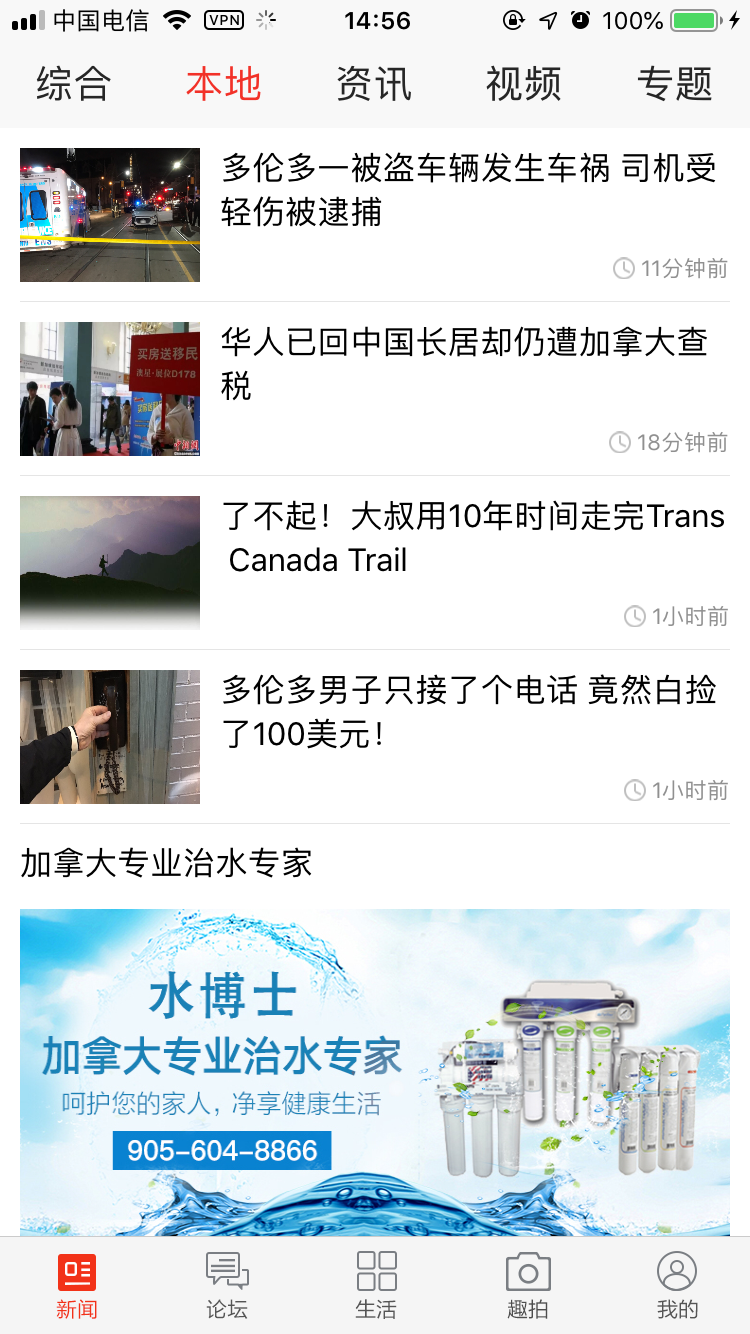 中国电信 VPN 14:56 100%
综合 本地 资讯 视频 专题
多伦多一被盗车辆发生车祸 司机受
轻伤被逮捕
11分钟前
华人已回中国长居却仍遭加拿大查
税
买房送移民
展位D178
18分钟前
了不起！大叔用10年时间走完Trans
Canada Trail
1小时前
多伦多男子只接了个电话 竟然白捡
了100美元！
1小时前
加拿大专业治水专家
水博士
加拿大专业治水专家
呵护您的家人，净享健康生活
905-604-8866
新闻 论坛 生活 趣拍 我的